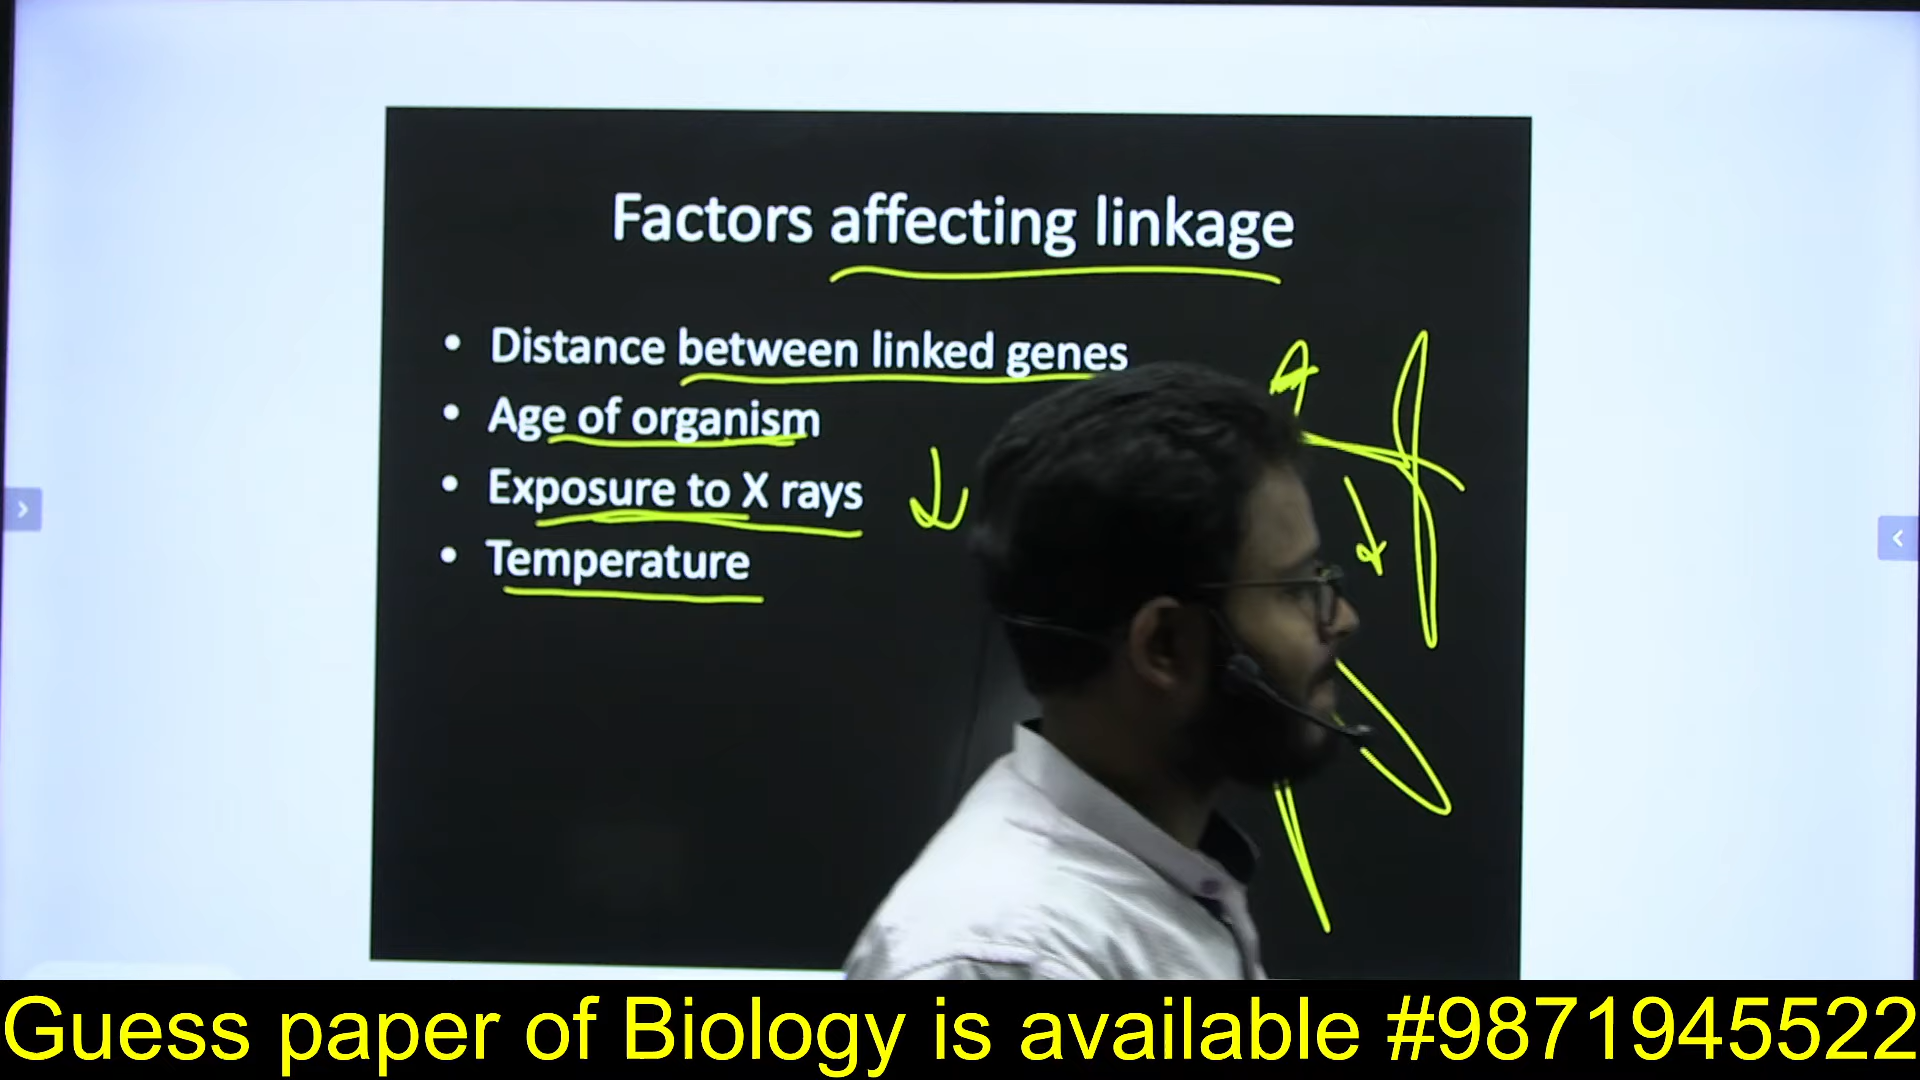 Factors affecting linkage
• Distance between linked genes
• Age of organism
• Exposure to X rays
• Temperature
Guess paper of Biology is available #9871945522